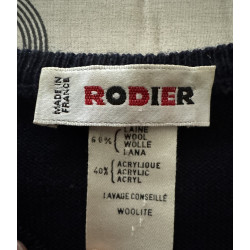 MADE IN
FRANCE
RODIER
LAINE
60% WOOL
WOLLE
LANA
ACRYLIQUE
40% ACRYLIC
ACRYL
LAVAGE CONSEILLÉ
WOOLITE